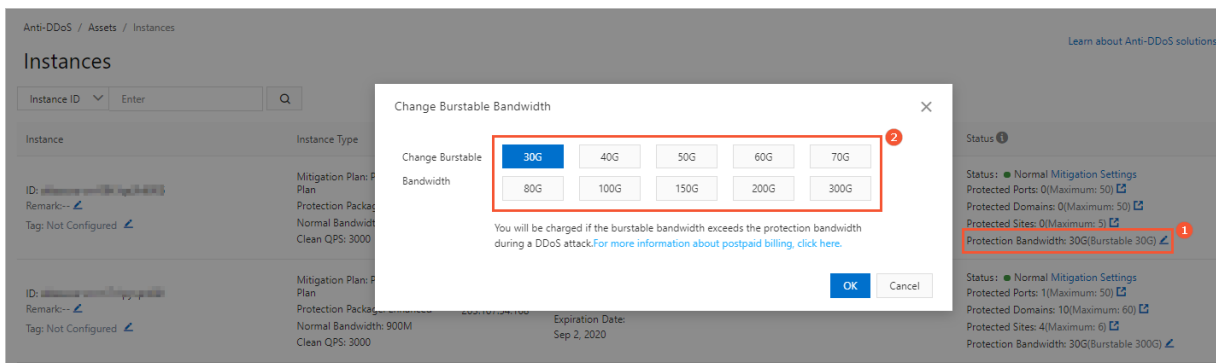 Anti-DDoS / Assets / Instances
Learn about Anti-DDoS solutions
Instances
Instance ID Enter
Change Burstable Bandwidth
Instance Instance Type Status
2
Change Burstable Bandwidth
30G 40G 50G 60G 70G
80G 100G 150G 200G 300G
You will be charged if the burstable bandwidth exceeds the protection bandwidth
during a DDoS attack.For more information about postpaid billing, click here.
OK Cancel
ID:
Remark:--
Tag: Not Configured
Mitigation Plan: P
Plan
Protection Packag
Normal Bandwidt
Clean QPS: 3000
Status: Normal Mitigation Settings
Protected Ports: 0(Maximum: 50)
Protected Domains: 0(Maximum: 50)
Protected Sites: 0(Maximum: 5)
1
Protection Bandwidth: 30G(Burstable 30G)
ID:
Remark:--
Tag: Not Configured
Mitigation Plan: P
Plan
Protection Package:
Normal Bandwidth: 900M
Clean QPS: 3000
Expiration Date:
Sep 2, 2020
Status: Normal Mitigation Settings
Protected Ports: 1(Maximum: 50)
Protected Domains: 10(Maximum: 60)
Protected Sites: 4(Maximum: 6)
Protection Bandwidth: 30G(Burstable 300G)